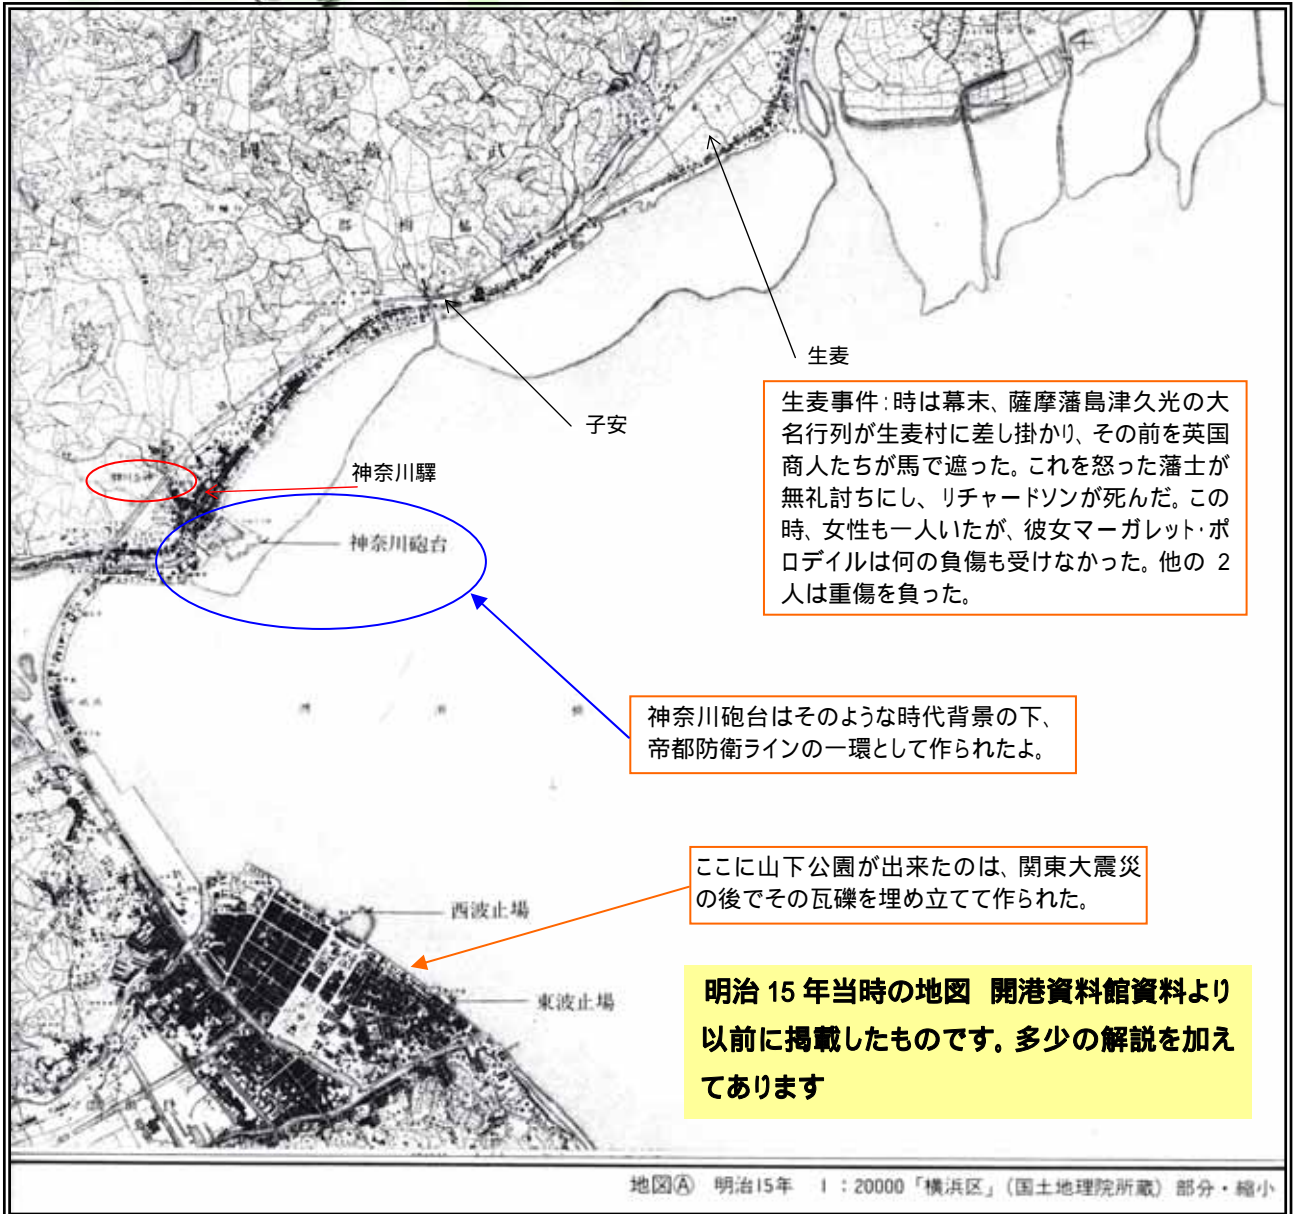 武
蔵
國
橘
樹
郡
生麦
生麦事件：時は幕末、薩摩藩島津久光の大
名行列が生麦村に差し掛かり、その前を英国
商人たちが馬で遮った。これを怒った藩士が
無礼討ちにし、リチャードソンが死んだ。この
時、女性も一人いたが、彼女マーガレット・ポ
ロデイルは何の負傷も受けなかった。他の 2
人は重傷を負った。
子安
神奈川驛
神奈川砲台
神奈川砲台はそのような時代背景の下、
帝都防衛ラインの一環として作られたよ。
ここに山下公園が出来たのは、関東大震災
の後でその瓦礫を埋め立てて作られた。
西波止場
東波止場
明治 15 年当時の地図 開港資料館資料より
以前に掲載したものです。多少の解説を加え
てあります
地図Ⓐ 明治15年 1：20000「横浜区」（国土地理院所蔵）部分・縮小